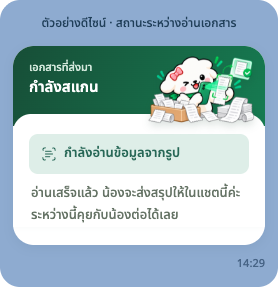 ตัวอย่างดีไซน์ · สถานะระหว่างอ่านเอกสาร
เอกสารที่ส่งมา
กำลังสแกน
กำลังอ่านข้อมูลจากรูป
อ่านเสร็จแล้ว น้องจะส่งสรุปให้ในแชตนี้ค่ะ
ระหว่างนี้คุยกับน้องต่อได้เลย
14:29